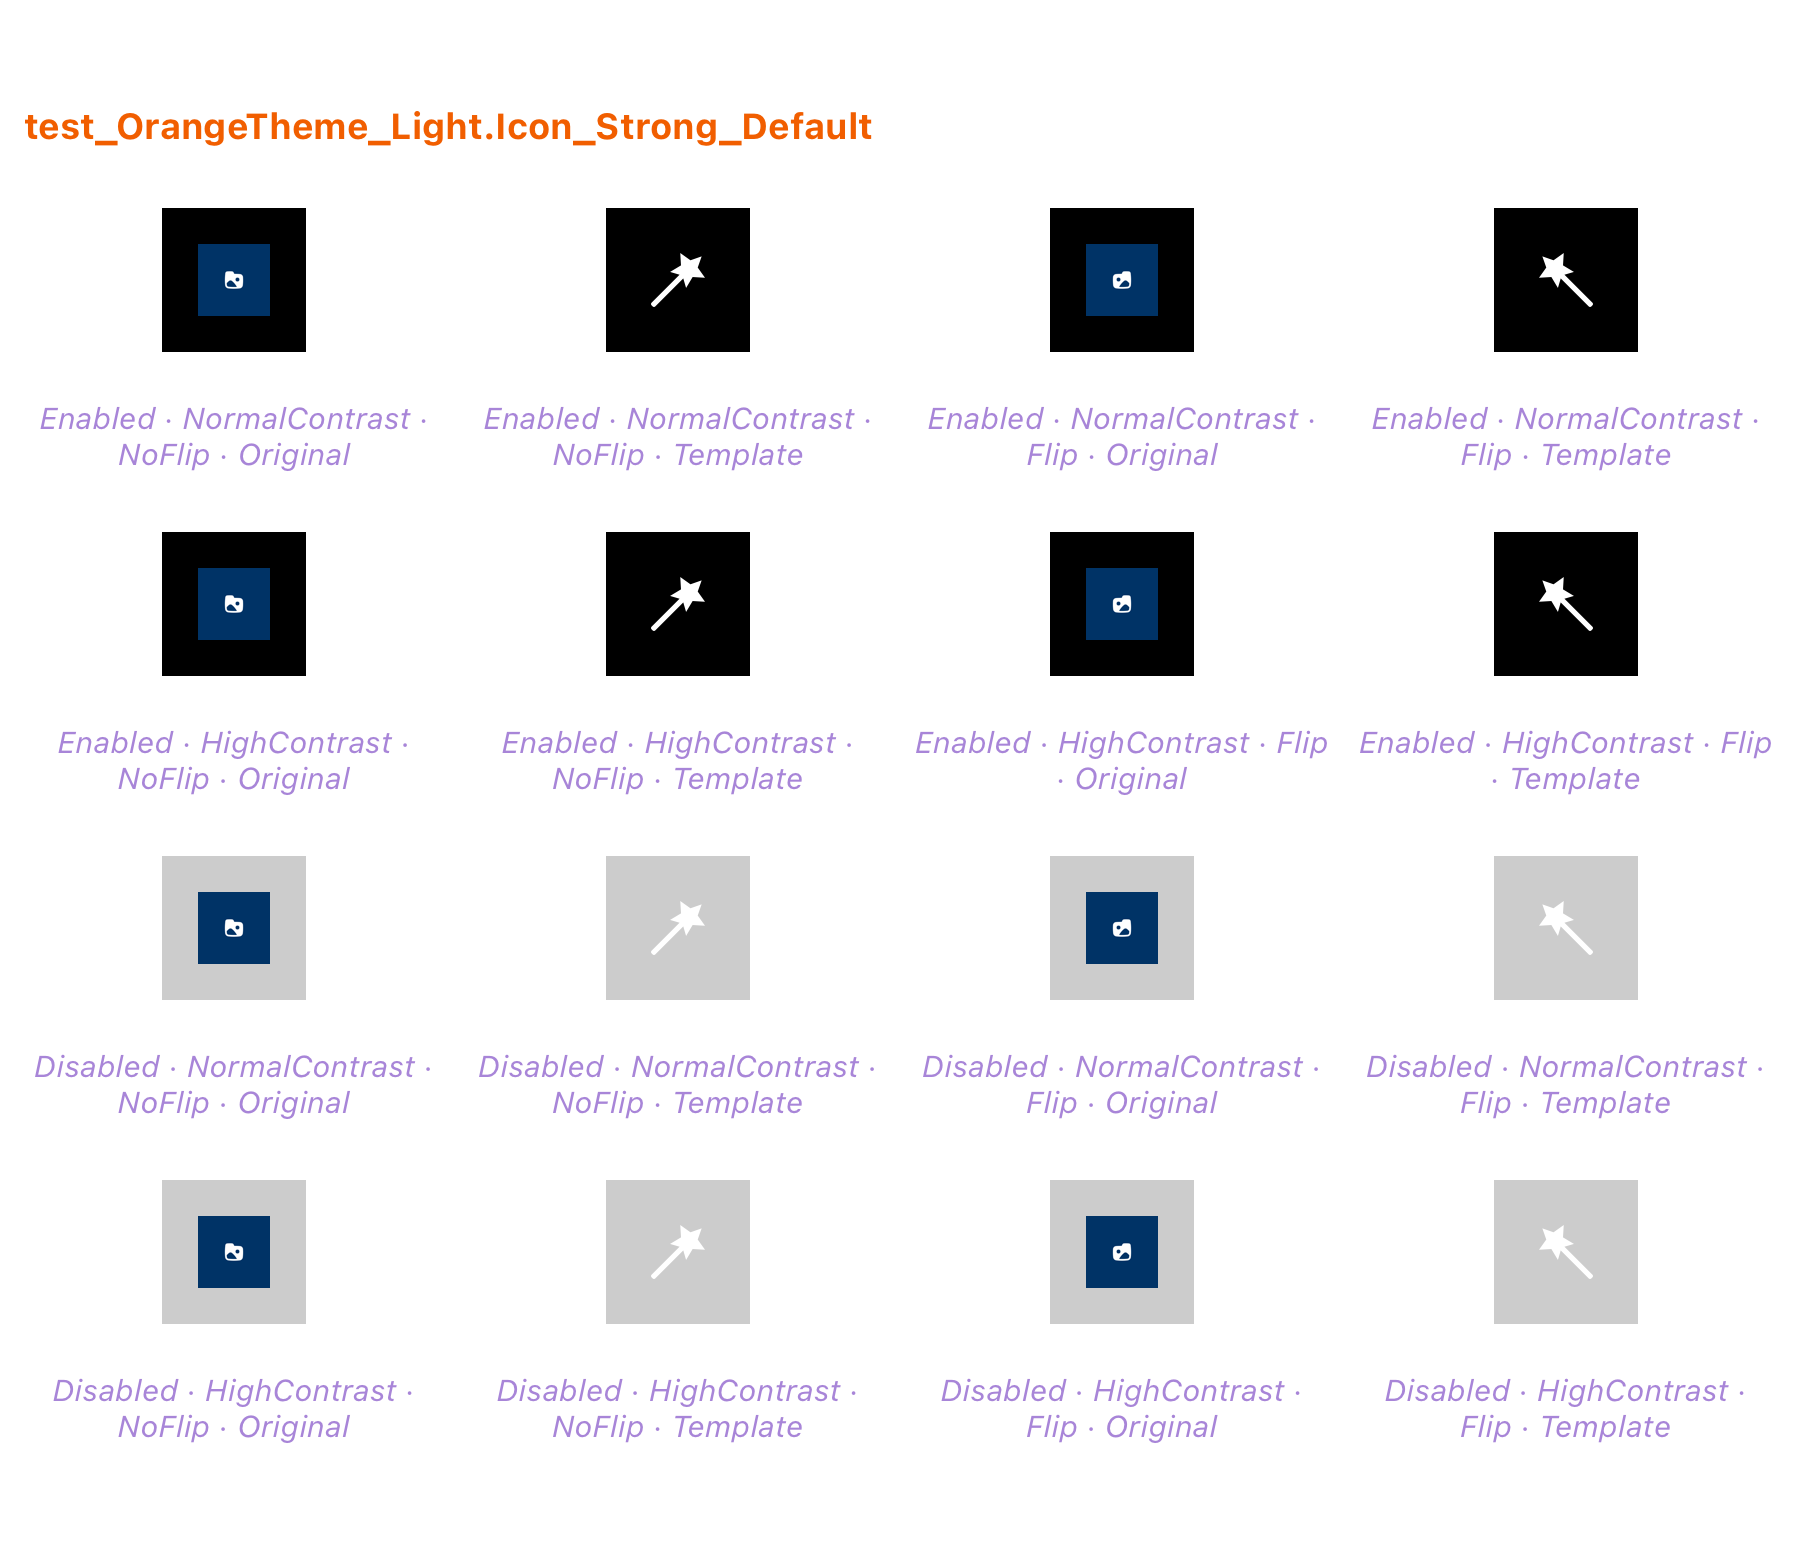 test_OrangeTheme_Light.Icon_Strong_Default
Enabled · NormalContrast ·
NoFlip · Original
Enabled · NormalContrast ·
NoFlip · Template
Enabled · NormalContrast ·
Flip · Original
Enabled · NormalContrast ·
Flip · Template
Enabled · HighContrast ·
NoFlip · Original
Enabled · HighContrast ·
NoFlip · Template
Enabled · HighContrast · Flip
· Original
Enabled · HighContrast · Flip
· Template
Disabled · NormalContrast ·
NoFlip · Original
Disabled · NormalContrast ·
NoFlip · Template
Disabled · NormalContrast ·
Flip · Original
Disabled · NormalContrast ·
Flip · Template
Disabled · HighContrast ·
NoFlip · Original
Disabled · HighContrast ·
NoFlip · Template
Disabled · HighContrast ·
Flip · Original
Disabled · HighContrast ·
Flip · Template